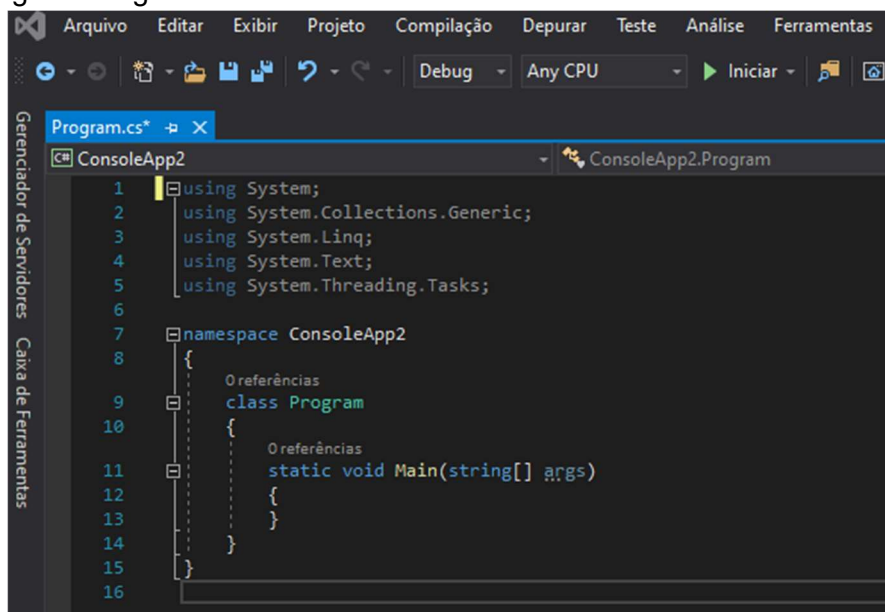 Arquivo Editar Exibir Projeto Compilação Depurar Teste Análise Ferramentas
Debug Any CPU Iniciar
Gerenciador de Servidores
Caixa de Ferramentas
Program.cs*
C# ConsoleApp2 ConsoleApp2.Program
1 using System;
2 using System.Collections.Generic;
3 using System.Linq;
4 using System.Text;
5 using System.Threading.Tasks;
6
7 namespace ConsoleApp2
8 {
0 referências
9 class Program
10 {
0 referências
11 static void Main(string[] args)
12 {
13 }
14 }
15 }
16